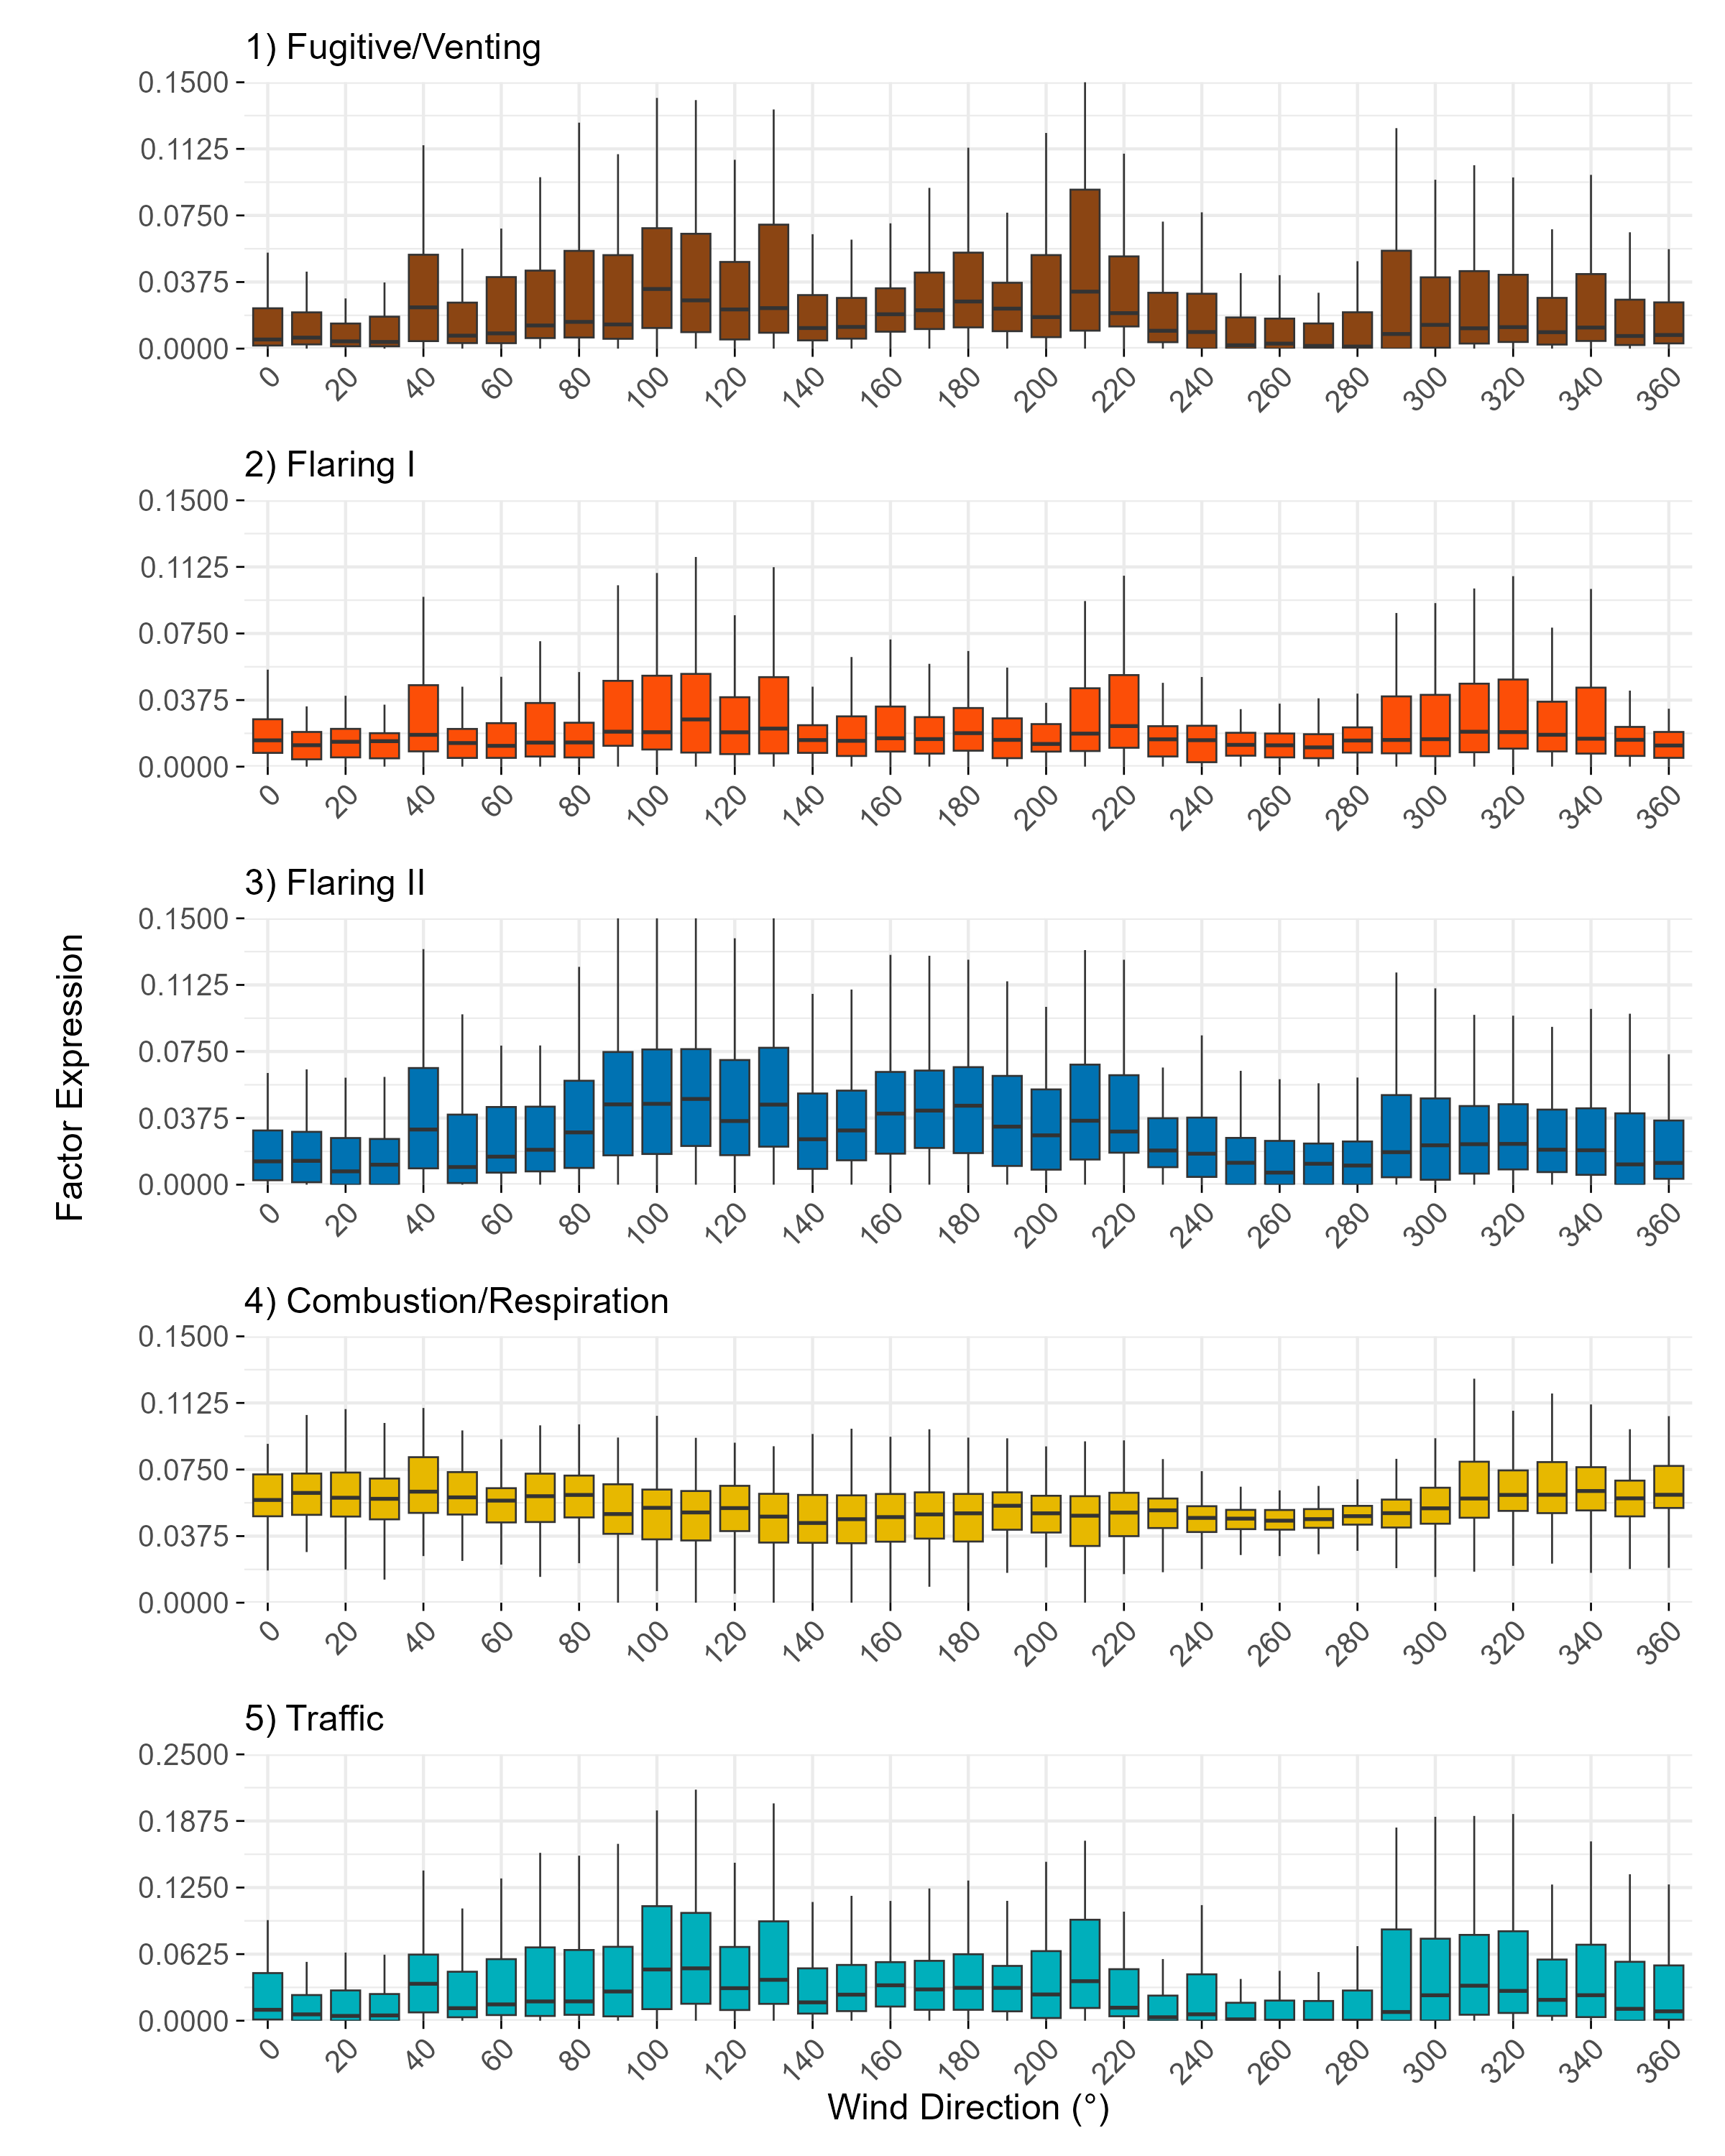 1) Fugitive/Venting
0.1500
0.1125
0.0750
0.0375
0.0000
0 20 40 60 80 100 120 140 160 180 200 220 240 260 280 300 320 340 360
2) Flaring I
0.1500
0.1125
0.0750
0.0375
0.0000
0 20 40 60 80 100 120 140 160 180 200 220 240 260 280 300 320 340 360
3) Flaring II
0.1500
0.1125
0.0750
0.0375
0.0000
0 20 40 60 80 100 120 140 160 180 200 220 240 260 280 300 320 340 360
Factor Expression
4) Combustion/Respiration
0.1500
0.1125
0.0750
0.0375
0.0000
0 20 40 60 80 100 120 140 160 180 200 220 240 260 280 300 320 340 360
5) Traffic
0.2500
0.1875
0.1250
0.0625
0.0000
0 20 40 60 80 100 120 140 160 180 200 220 240 260 280 300 320 340 360
Wind Direction (°)